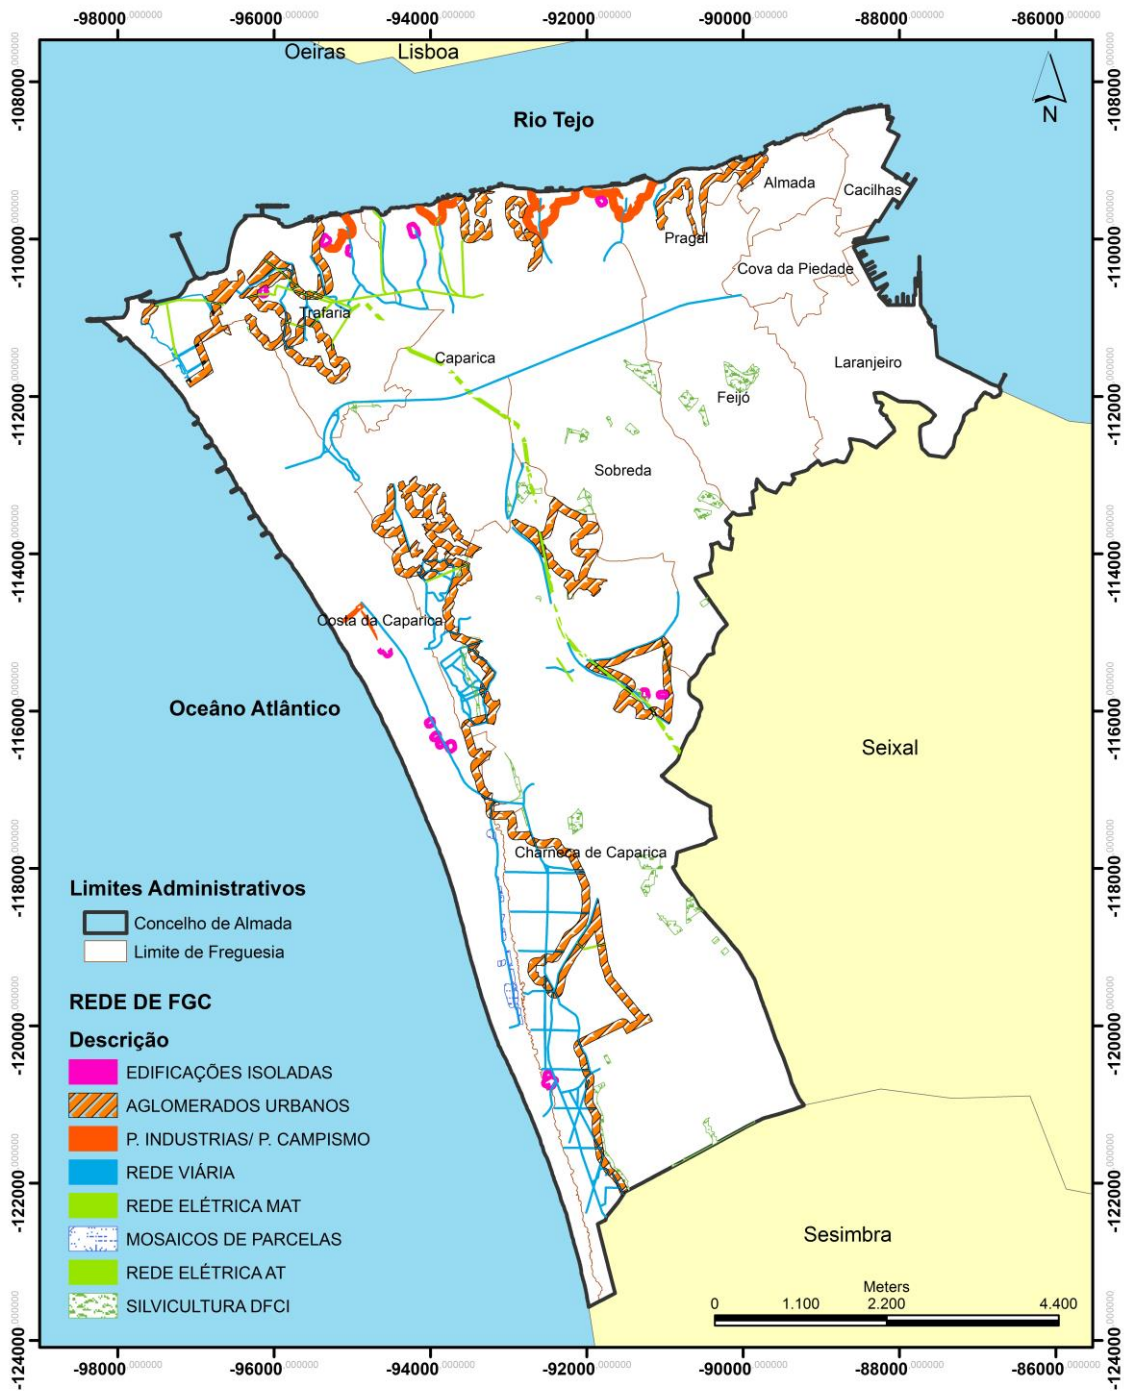 -98000,000000 -96000,000000 -94000,000000 -92000,000000 -90000,000000 -88000,000000 -86000,000000
Oeiras Lisboa
-108000,000000 -108000,000000
N
Rio Tejo
Almada
Cacilhas
-110000,000000 -110000,000000
Pragal
Cova da Piedade
Trafaria
Caparica
Laranjeiro
-112000,000000 -112000,000000
Feijó
Sobreda
-114000,000000 -114000,000000
Costa da Caparica
Oceâno Atlântico
-116000,000000 -116000,000000
Seixal
Charneca de Caparica
-118000,000000 -118000,000000
Limites Administrativos
Concelho de Almada
Limite de Freguesia
REDE DE FGC
-120000,000000 -120000,000000
Descrição
EDIFICAÇÕES ISOLADAS
AGLOMERADOS URBANOS
P. INDUSTRIAS/ P. CAMPISMO
REDE VIÁRIA
-122000,000000 -122000,000000
REDE ELÉTRICA MAT
MOSAICOS DE PARCELAS
Sesimbra
REDE ELÉTRICA AT
SILVICULTURA DFCI
Meters
0 1.100 2.200 4.400
-124000,000000 -124000,000000
-98000,000000 -96000,000000 -94000,000000 -92000,000000 -90000,000000 -88000,000000 -86000,000000